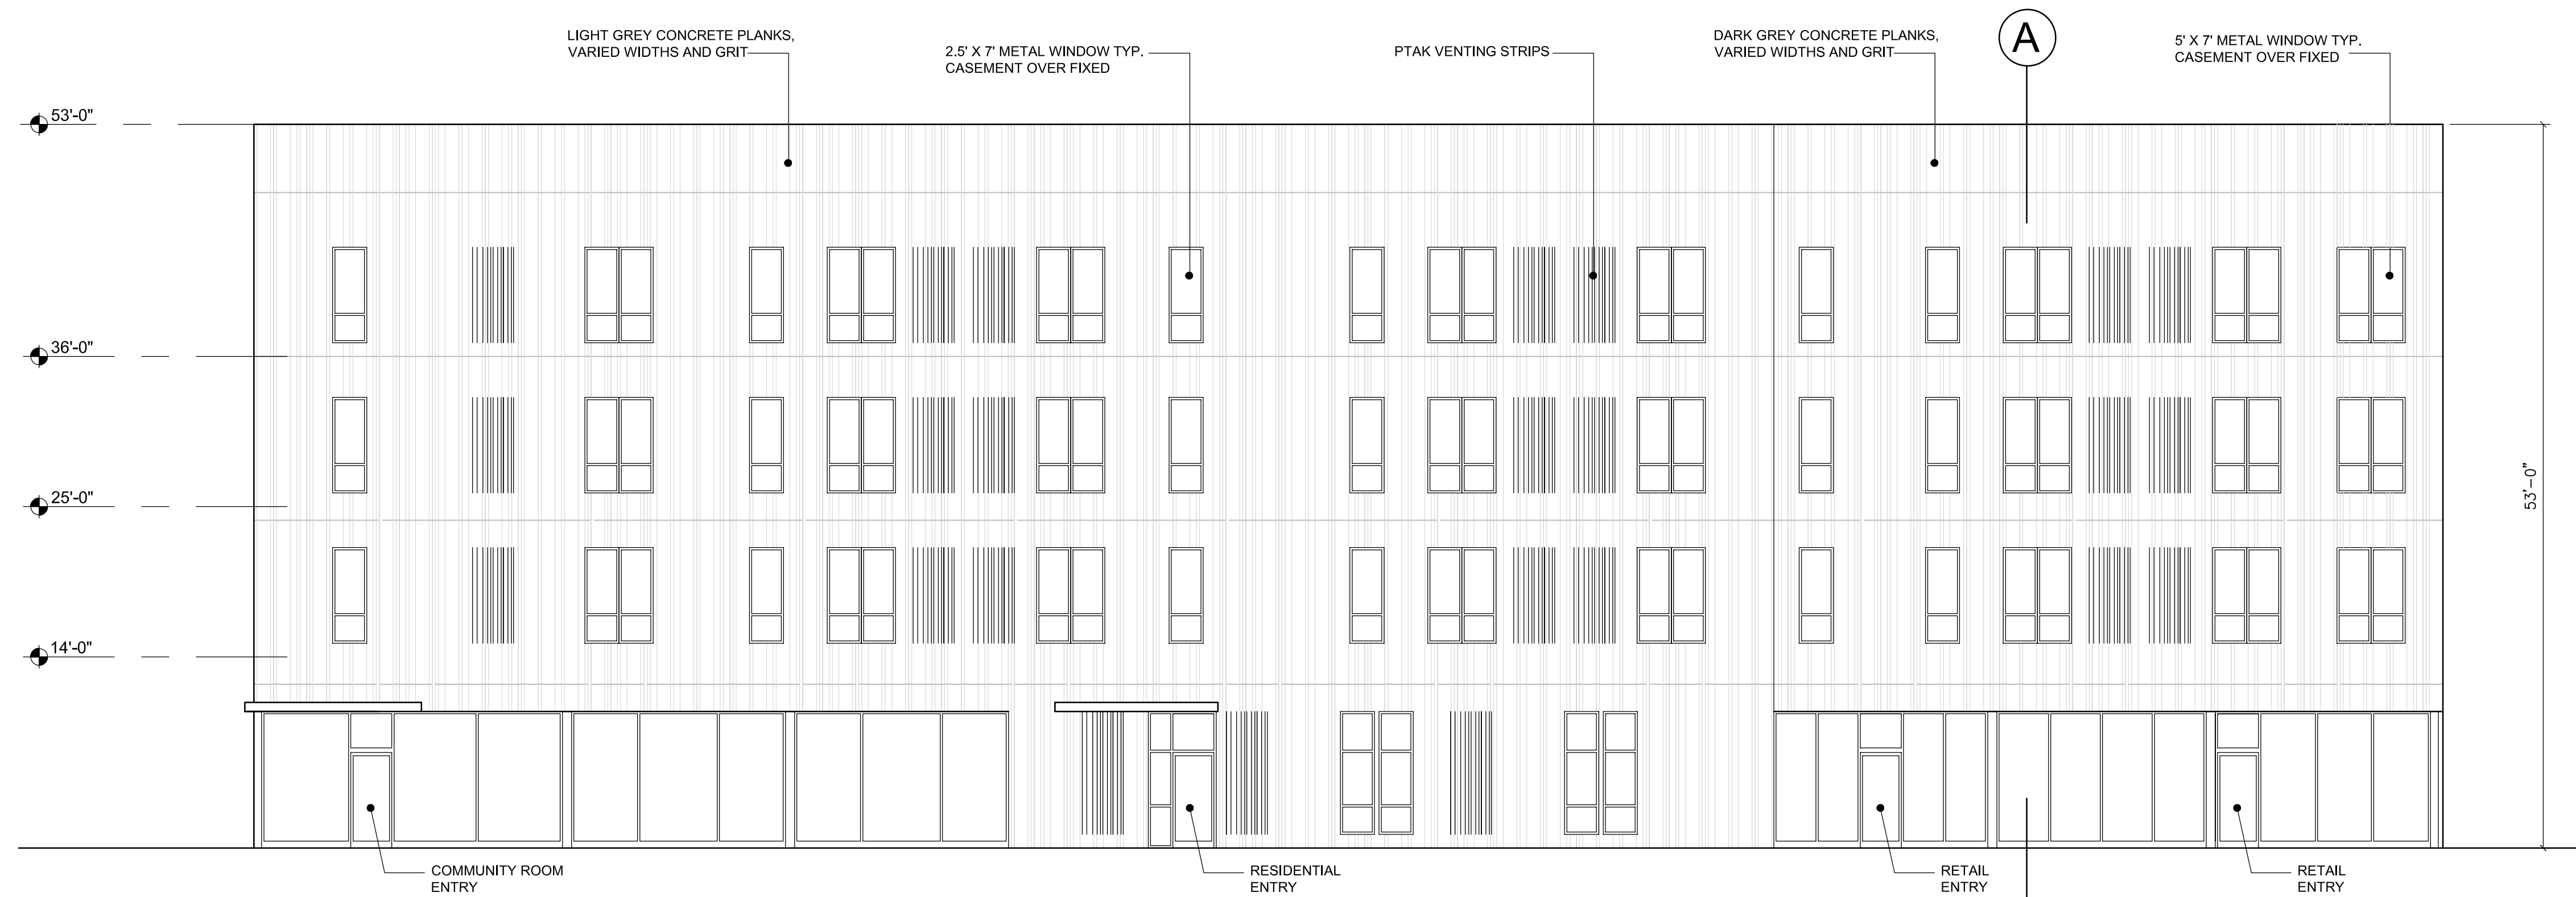 LIGHT GREY CONCRETE PLANKS,
VARIED WIDTHS AND GRIT
2.5' X 7' METAL WINDOW TYP.
CASEMENT OVER FIXED
PTAK VENTING STRIPS
DARK GREY CONCRETE PLANKS,
VARIED WIDTHS AND GRIT
A
5' X 7' METAL WINDOW TYP.
CASEMENT OVER FIXED
53'-0"
36'-0"
25'-0"
14'-0"
53'-0"
COMMUNITY ROOM
ENTRY
RESIDENTIAL
ENTRY
RETAIL
ENTRY
RETAIL
ENTRY